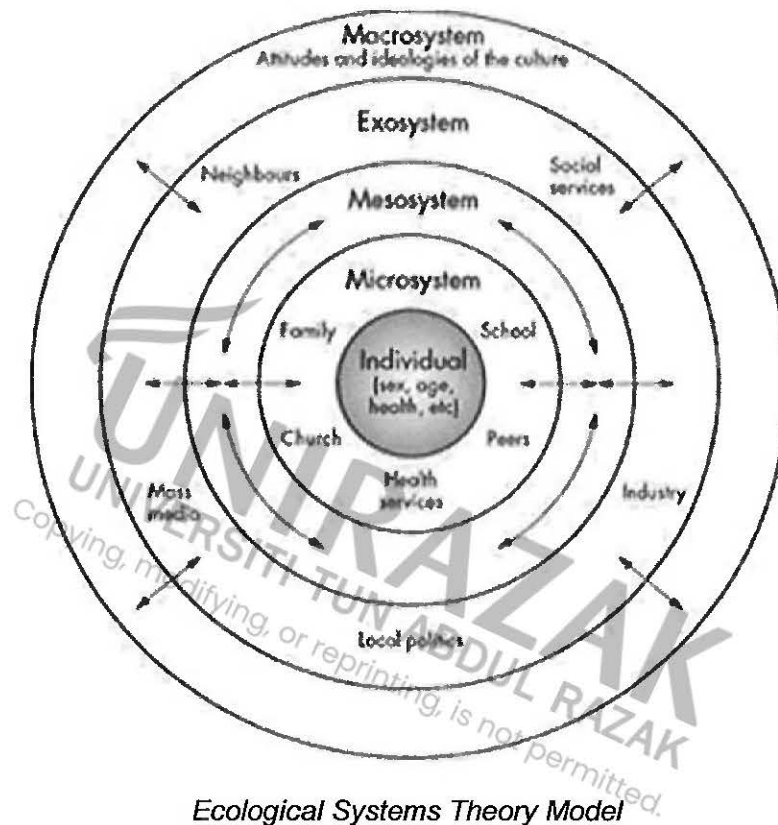 Macrosystem
Attitudes and ideologies of the culture
Exosystem
Neighbours
Social
services
Mesosystem
Microsystem
Family
School
Individual
(sex, age,
health, etc)
Church
Peers
Health
services
Mass
media
Industry
Local politics
UNIRAZAK
UNIVERSITI TUN ABDUL RAZAK
Copying, modifying, or reprinting, is not permitted.
Ecological Systems Theory Model